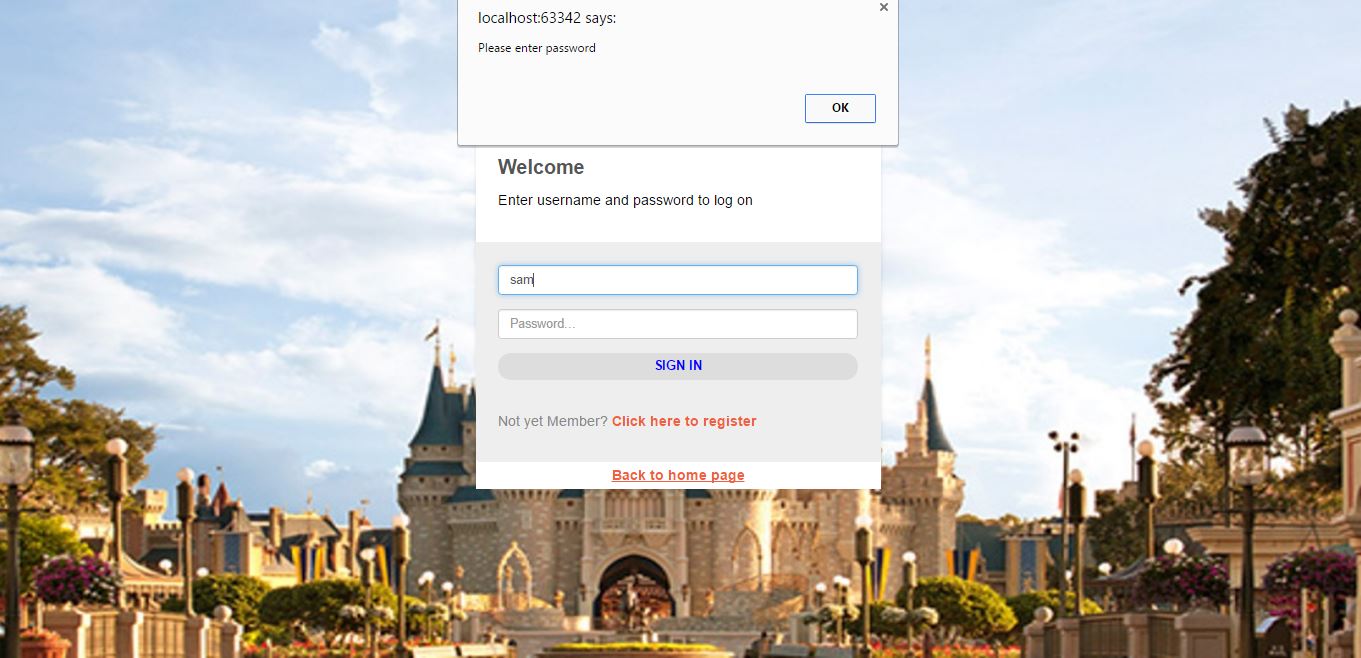 localhost:63342 says:
Please enter password
OK
Welcome
Enter username and password to log on
sam
Password...
SIGN IN
Not yet Member? Click here to register
Back to home page